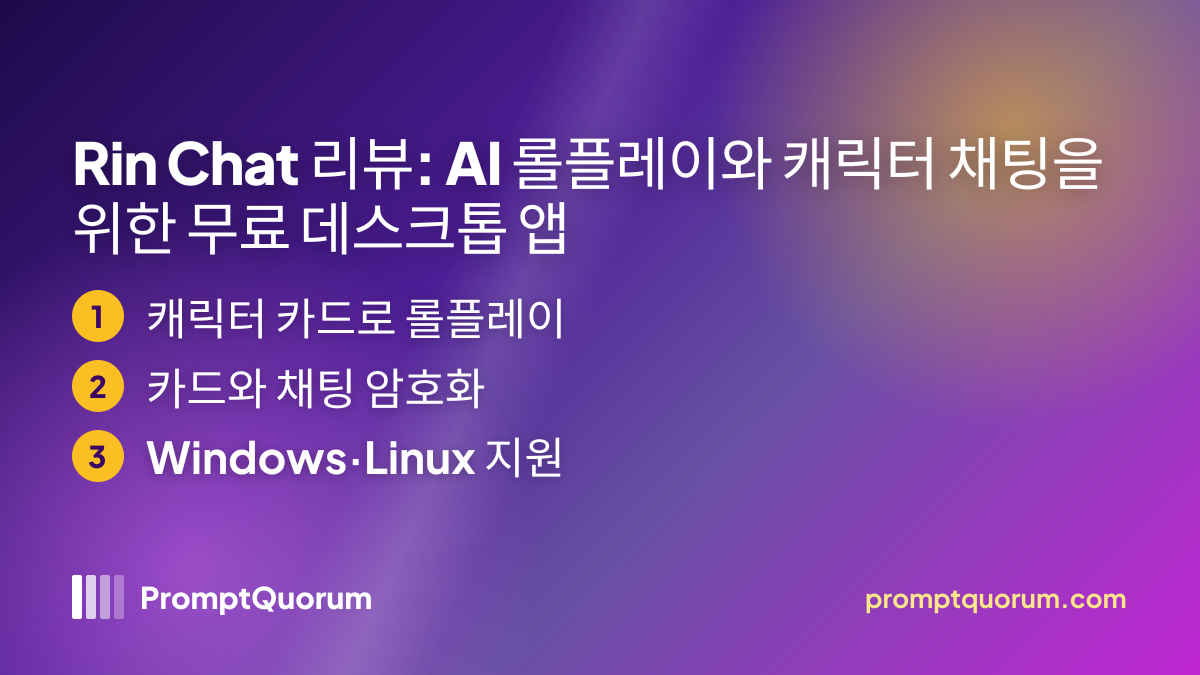 Rin Chat 리뷰: AI 롤플레이와 캐릭터 채팅을
위한 무료 데스크톱 앱
1 캐릭터 카드로 롤플레이
2 카드와 채팅 암호화
3 Windows·Linux 지원
PromptQuorum
promptquorum.com